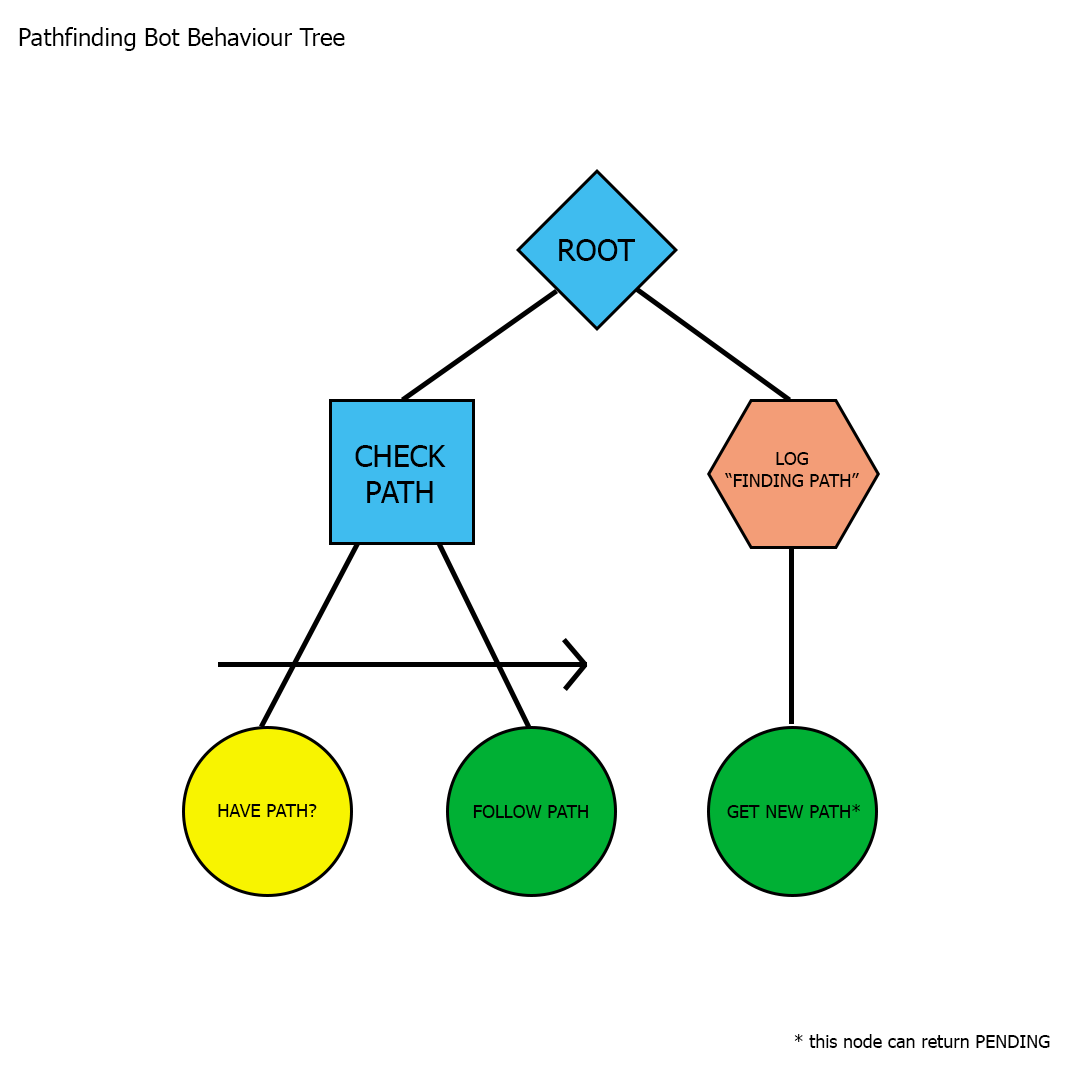 Pathfinding Bot Behaviour Tree
ROOT
CHECK
PATH
LOG
“FINDING PATH”
HAVE PATH?
FOLLOW PATH
GET NEW PATH*
* this node can return PENDING